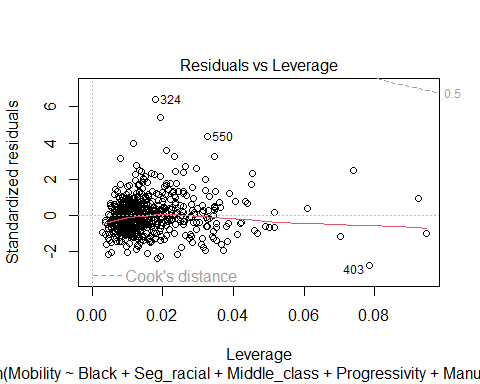 Residuals vs Leverage
Standardized residuals
6
4
2
0
-2
324
550
403
0.5
Cook's distance
0.00 0.02 0.04 0.06 0.08
Leverage
n(Mobility ~ Black + Seg_racial + Middle_class + Progressivity + Manu